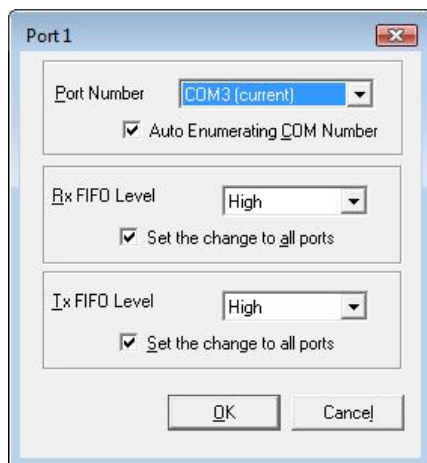 Port 1
Port Number COM3 (current)
Auto Enumerating COM Number
Rx FIFO Level High
Set the change to all ports
Tx FIFO Level High
Set the change to all ports
OK Cancel